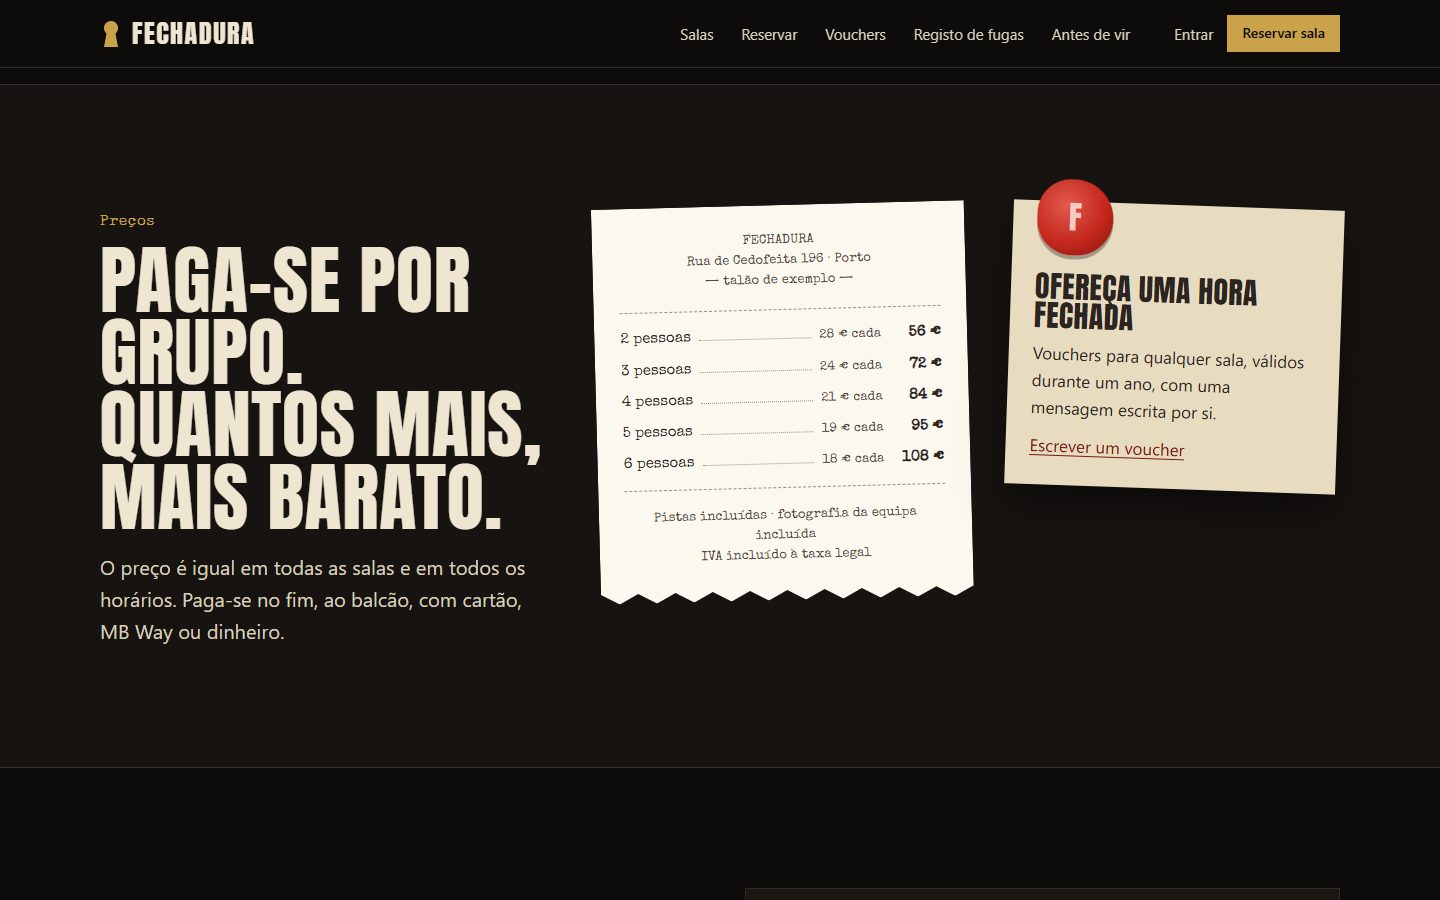 FECHADURA
Salas
Reservar
Vouchers
Registo de fugas
Antes de vir
Entrar
Reservar sala
Preços
PAGA-SE POR
GRUPO.
QUANTOS MAIS,
MAIS BARATO.
O preço é igual em todas as salas e em todos os
horários. Paga-se no fim, ao balcão, com cartão,
MB Way ou dinheiro.
FECHADURA
Rua de Cedofeita 196 · Porto
— talão de exemplo —
2 pessoas 28 € cada 56 €
3 pessoas 24 € cada 72 €
4 pessoas 21 € cada 84 €
5 pessoas 19 € cada 95 €
6 pessoas 18 € cada 108 €
Pistas incluídas · fotografia da equipa
incluída
IVA incluído à taxa legal
F
OFEREÇA UMA HORA
FECHADA
Vouchers para qualquer sala, válidos
durante um ano, com uma
mensagem escrita por si.
Escrever um voucher